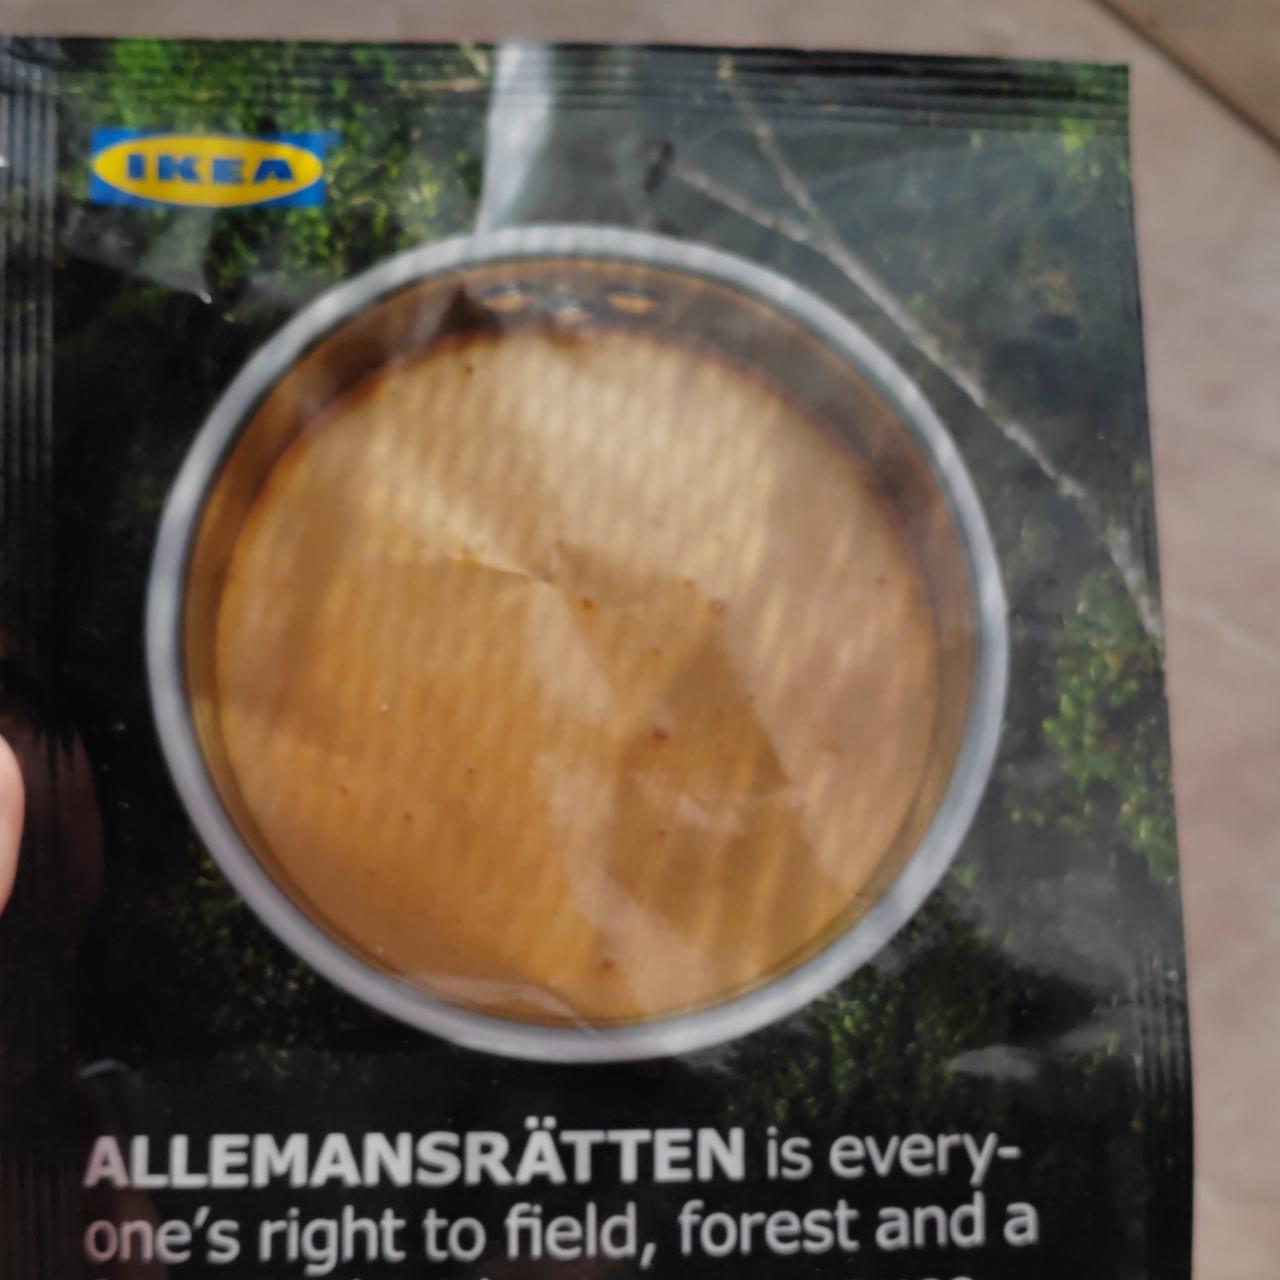 IKEA
ALLEMANSRÄTTEN is every-
one's right to field, forest and a